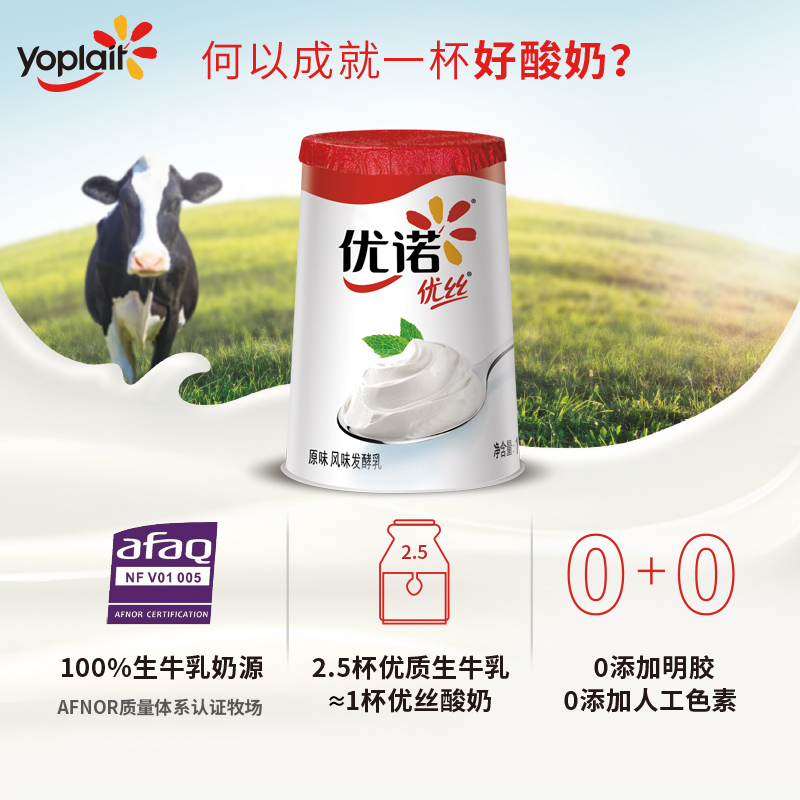 yoplait
何以成就一杯好酸奶?
优诺®
优丝®
原味 风味发酵乳
净含量:
afaq
NF V01 005
AFNOR CERTIFICATION
2.5
0+0
100%生牛乳奶源
AFNOR质量体系认证牧场
2.5杯优质生牛乳
≈1杯优丝酸奶
0添加明胶
0添加人工色素